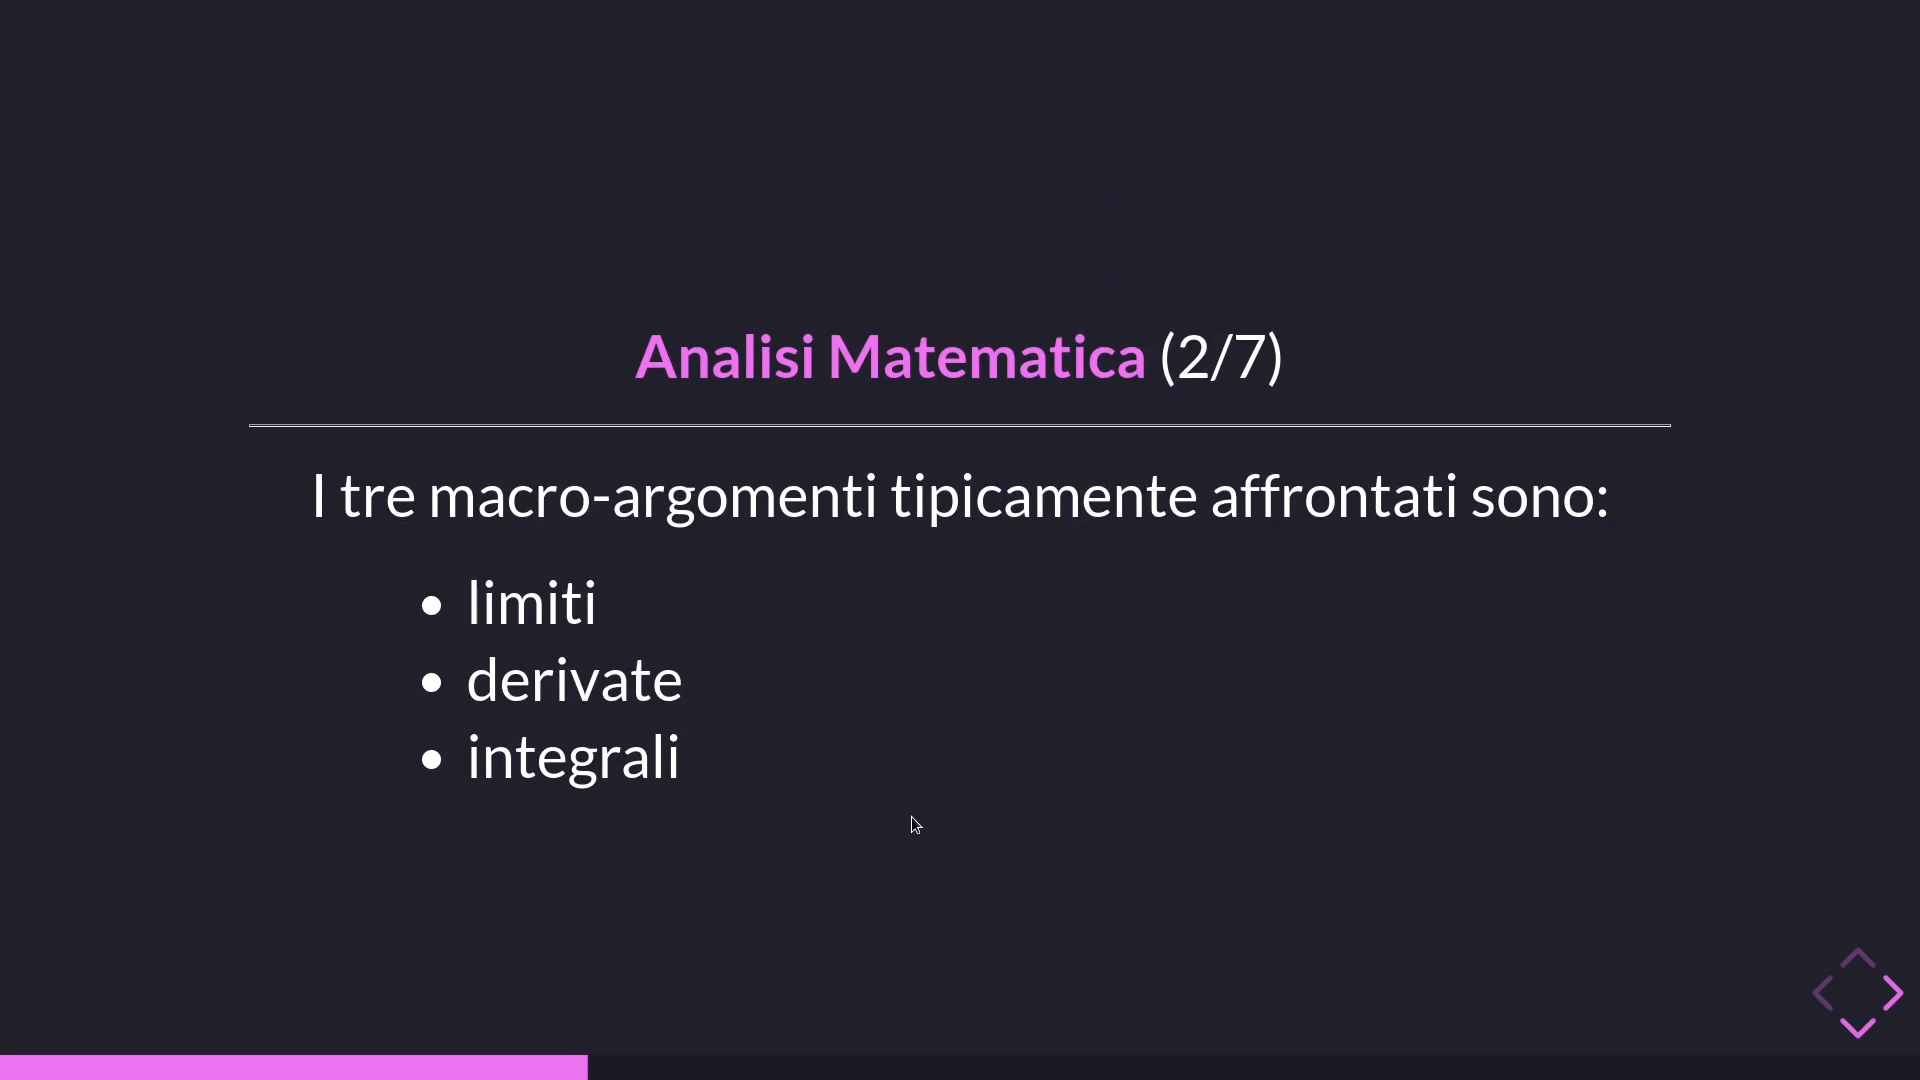 Analisi Matematica (2/7)
I tre macro-argomenti tipicamente affrontati sono:
• limiti
• derivate
• integrali